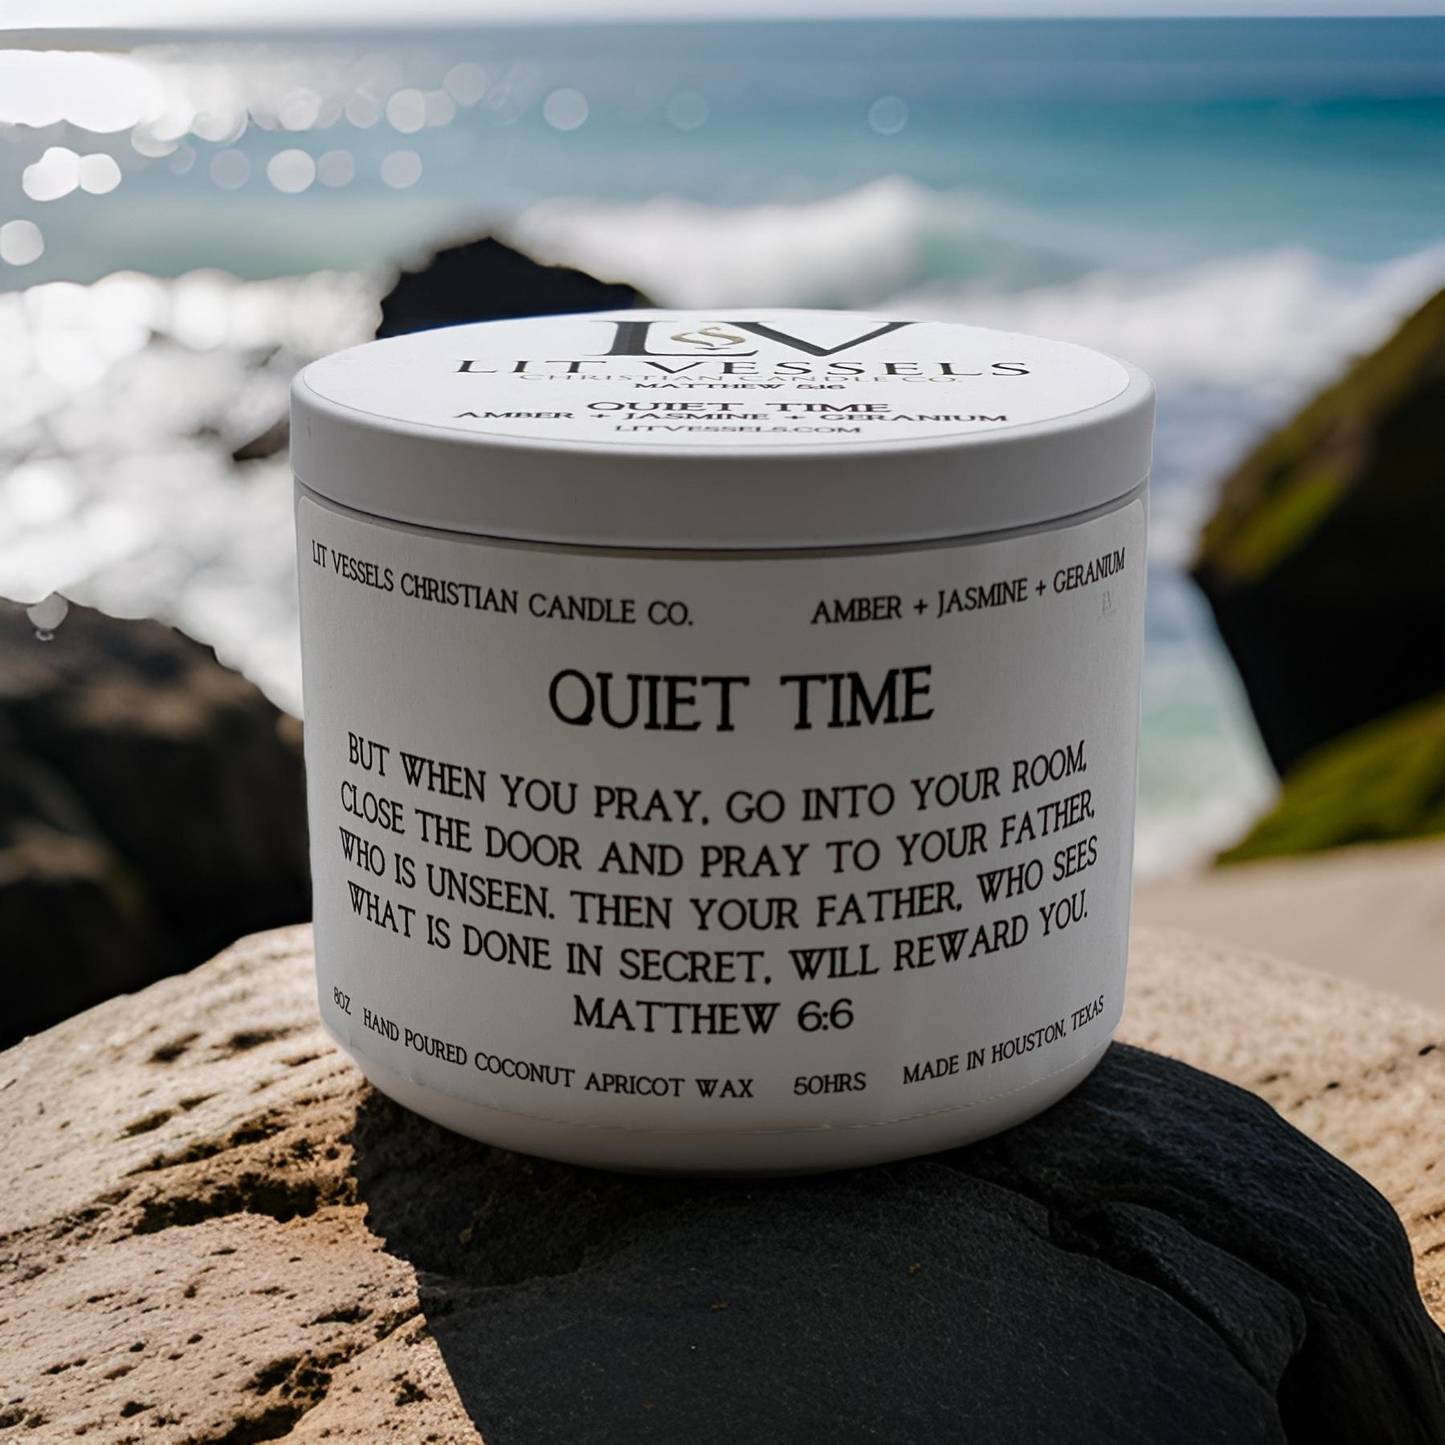 LSV
LIT VESSELS
CHRISTIAN CANDLE CO.
MATTHEW 5:16
QUIET TIME
AMBER + JASMINE + GERANIUM
LITVESSELS.COM
LIT VESSELS CHRISTIAN CANDLE CO. AMBER + JASMINE + GERANIUM
QUIET TIME
BUT WHEN YOU PRAY, GO INTO YOUR ROOM,
CLOSE THE DOOR AND PRAY TO YOUR FATHER,
WHO IS UNSEEN. THEN YOUR FATHER, WHO SEES
WHAT IS DONE IN SECRET, WILL REWARD YOU.
MATTHEW 6:6
8OZ HAND POURED COCONUT APRICOT WAX 50HRS MADE IN HOUSTON, TEXAS